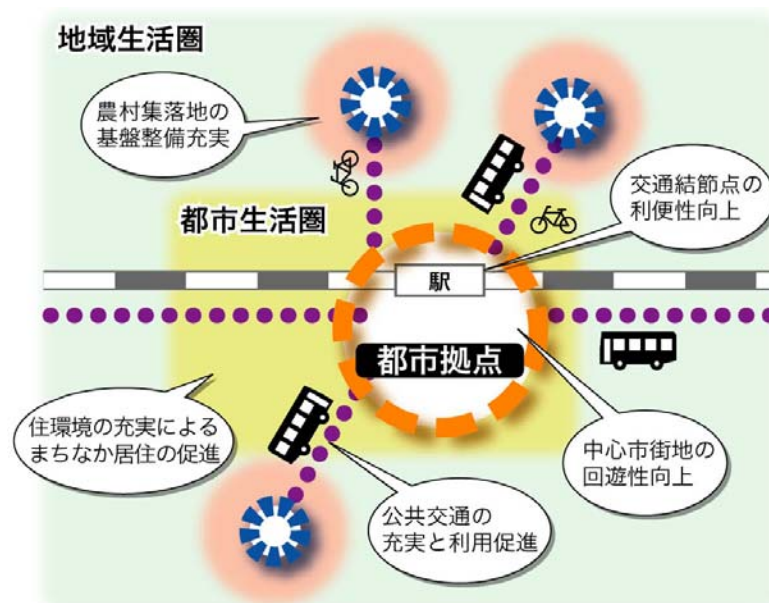 地域生活圏
農村集落地の
基盤整備充実
交通結節点の
利便性向上
都市生活圏
駅
都市拠点
住環境の充実による
まちなか居住の促進
中心市街地の
回遊性向上
公共交通の
充実と利用促進